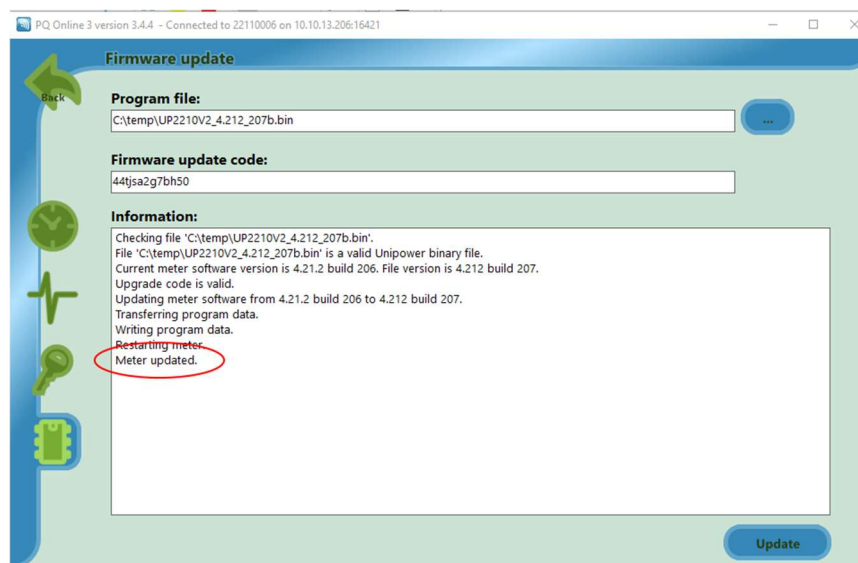 PQ Online 3 version 3.4.4 - Connected to 22110006 on 10.10.13.206:16421
Firmware update
Back
Program file:
C:\temp\UP2210V2_4.212_207b.bin
...
Firmware update code:
44tjsa2g7bh50
Information:
Checking file 'C:\temp\UP2210V2_4.212_207b.bin'.
File 'C:\temp\UP2210V2_4.212_207b.bin' is a valid Unipower binary file.
Current meter software version is 4.21.2 build 206. File version is 4.212 build 207.
Upgrade code is valid.
Updating meter software from 4.21.2 build 206 to 4.212 build 207.
Transferring program data.
Writing program data.
Restarting meter.
Meter updated.
Update